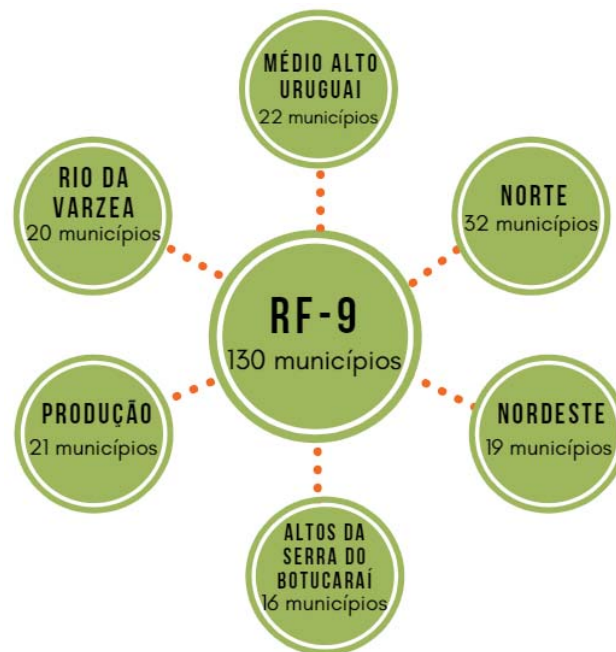 MÉDIO ALTO
URUGUAI
22 municípios
RIO DA
VARZEA
20 municípios
NORTE
32 municípios
RF-9
130 municípios
PRODUÇÃO
21 municípios
NORDESTE
19 municípios
ALTOS DA
SERRA DO
BOTUCARAÍ
16 municípios